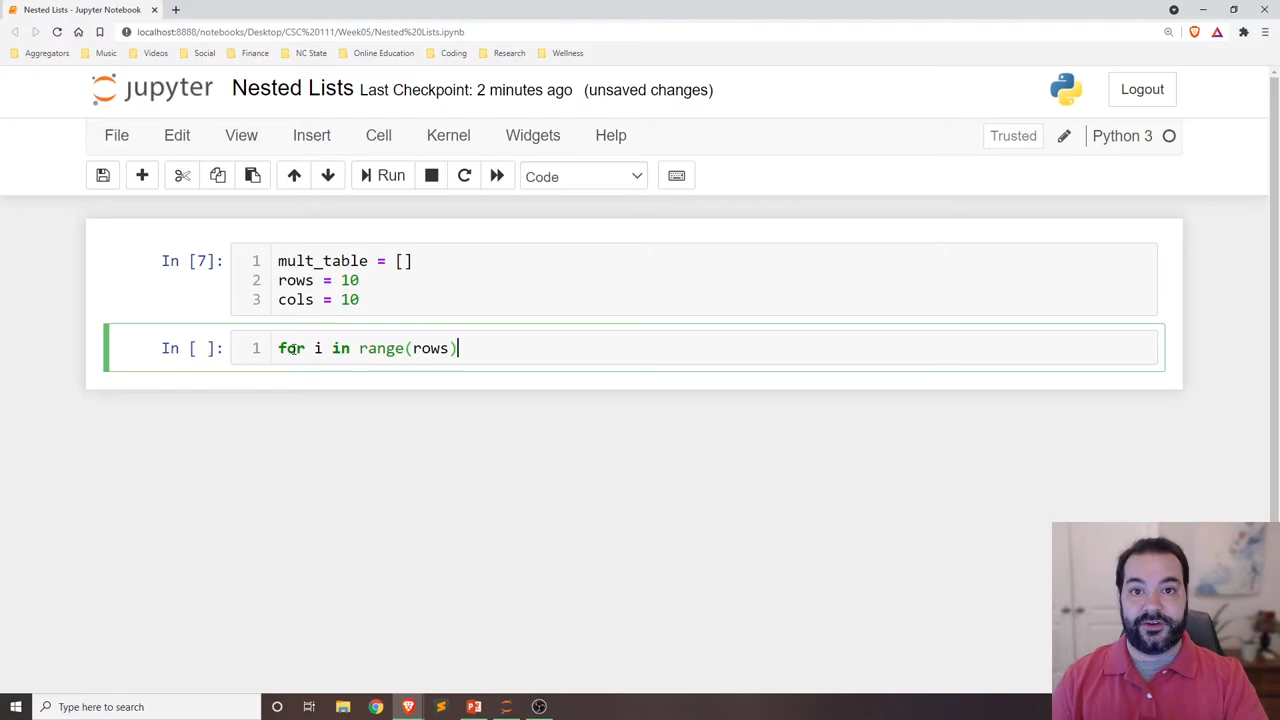 Nested Lists - Jupyter Notebook
localhost:8888/notebooks/Desktop/CSC%20111/Week05/Nested%20Lists.ipynb
Aggregators Music Videos Social Finance NC State Online Education Coding Research Wellness
jupyter Nested Lists Last Checkpoint: 2 minutes ago (unsaved changes) Logout
File Edit View Insert Cell Kernel Widgets Help Trusted Python 3
Run Code
In [7]: 1 mult_table = []
2 rows = 10
3 cols = 10
In [ ]: 1 for i in range(rows)
Type here to search